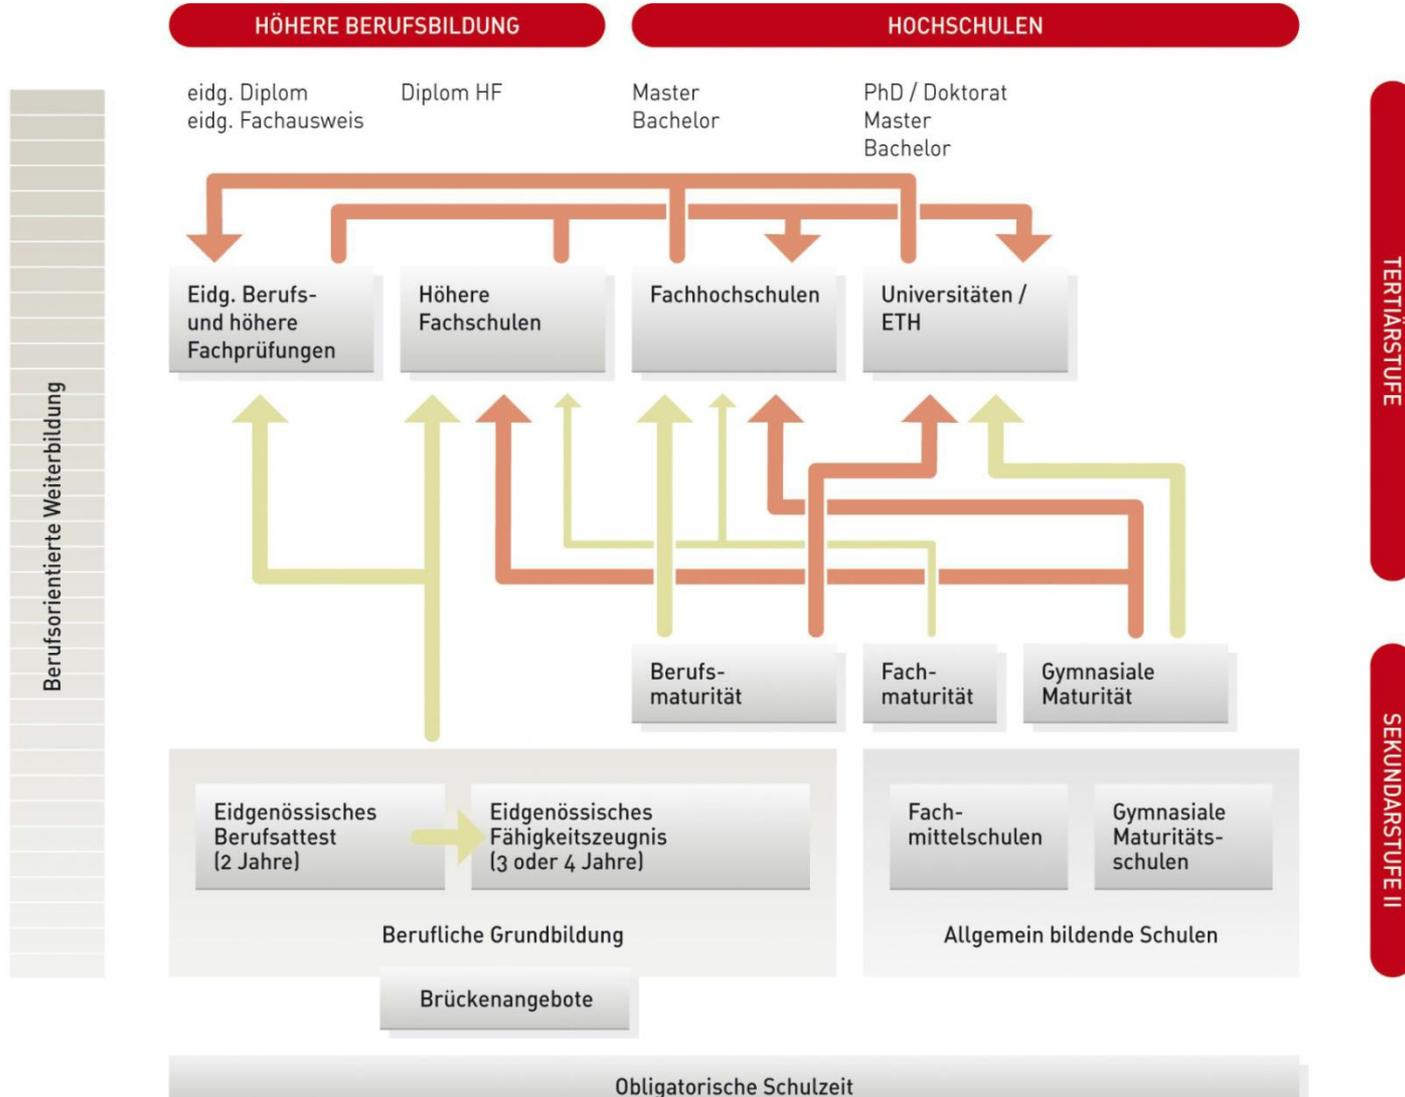 HÖHERE BERUFSBILDUNG
HOCHSCHULEN
eidg. Diplom
eidg. Fachausweis
Diplom HF
Master
Bachelor
PhD / Doktorat
Master
Bachelor
Eidg. Berufs-
und höhere
Fachprüfungen
Höhere
Fachschulen
Fachhochschulen
Universitäten /
ETH
TERTIÄRSTUFE
Berufsorientierte Weiterbildung
Berufs-
maturität
Fach-
maturität
Gymnasiale
Maturität
SEKUNDARSTUFE II
Eidgenössisches
Berufsattest
(2 Jahre)
Eidgenössisches
Fähigkeitszeugnis
(3 oder 4 Jahre)
Fach-
mittelschulen
Gymnasiale
Maturitäts-
schulen
Berufliche Grundbildung
Allgemein bildende Schulen
Brückenangebote
Obligatorische Schulzeit